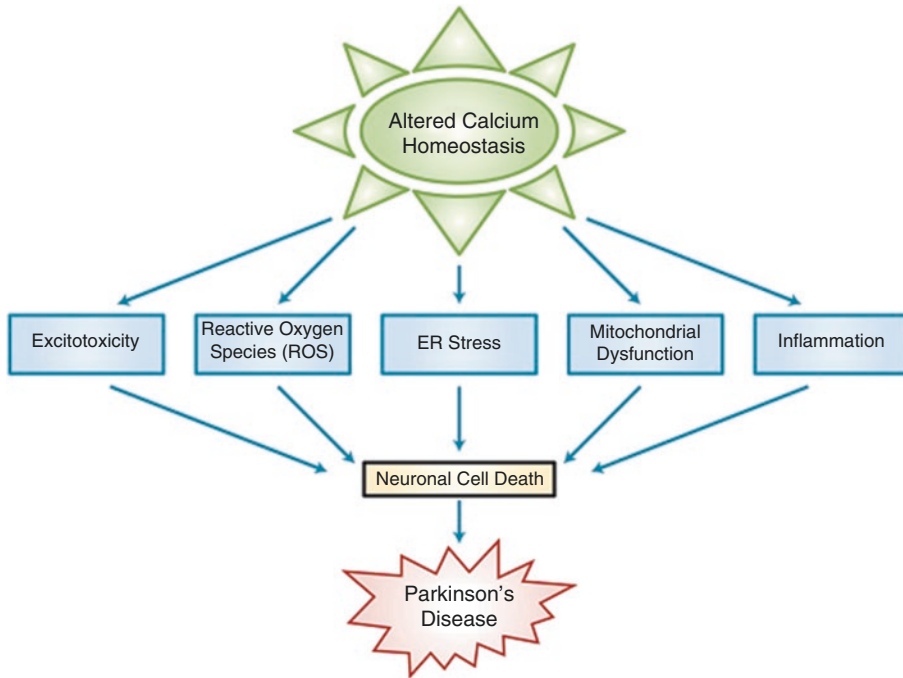 Altered Calcium
Homeostasis
Excitotoxicity
Reactive Oxygen
Species (ROS)
ER Stress
Mitochondrial
Dysfunction
Inflammation
Neuronal Cell Death
Parkinson's
Disease